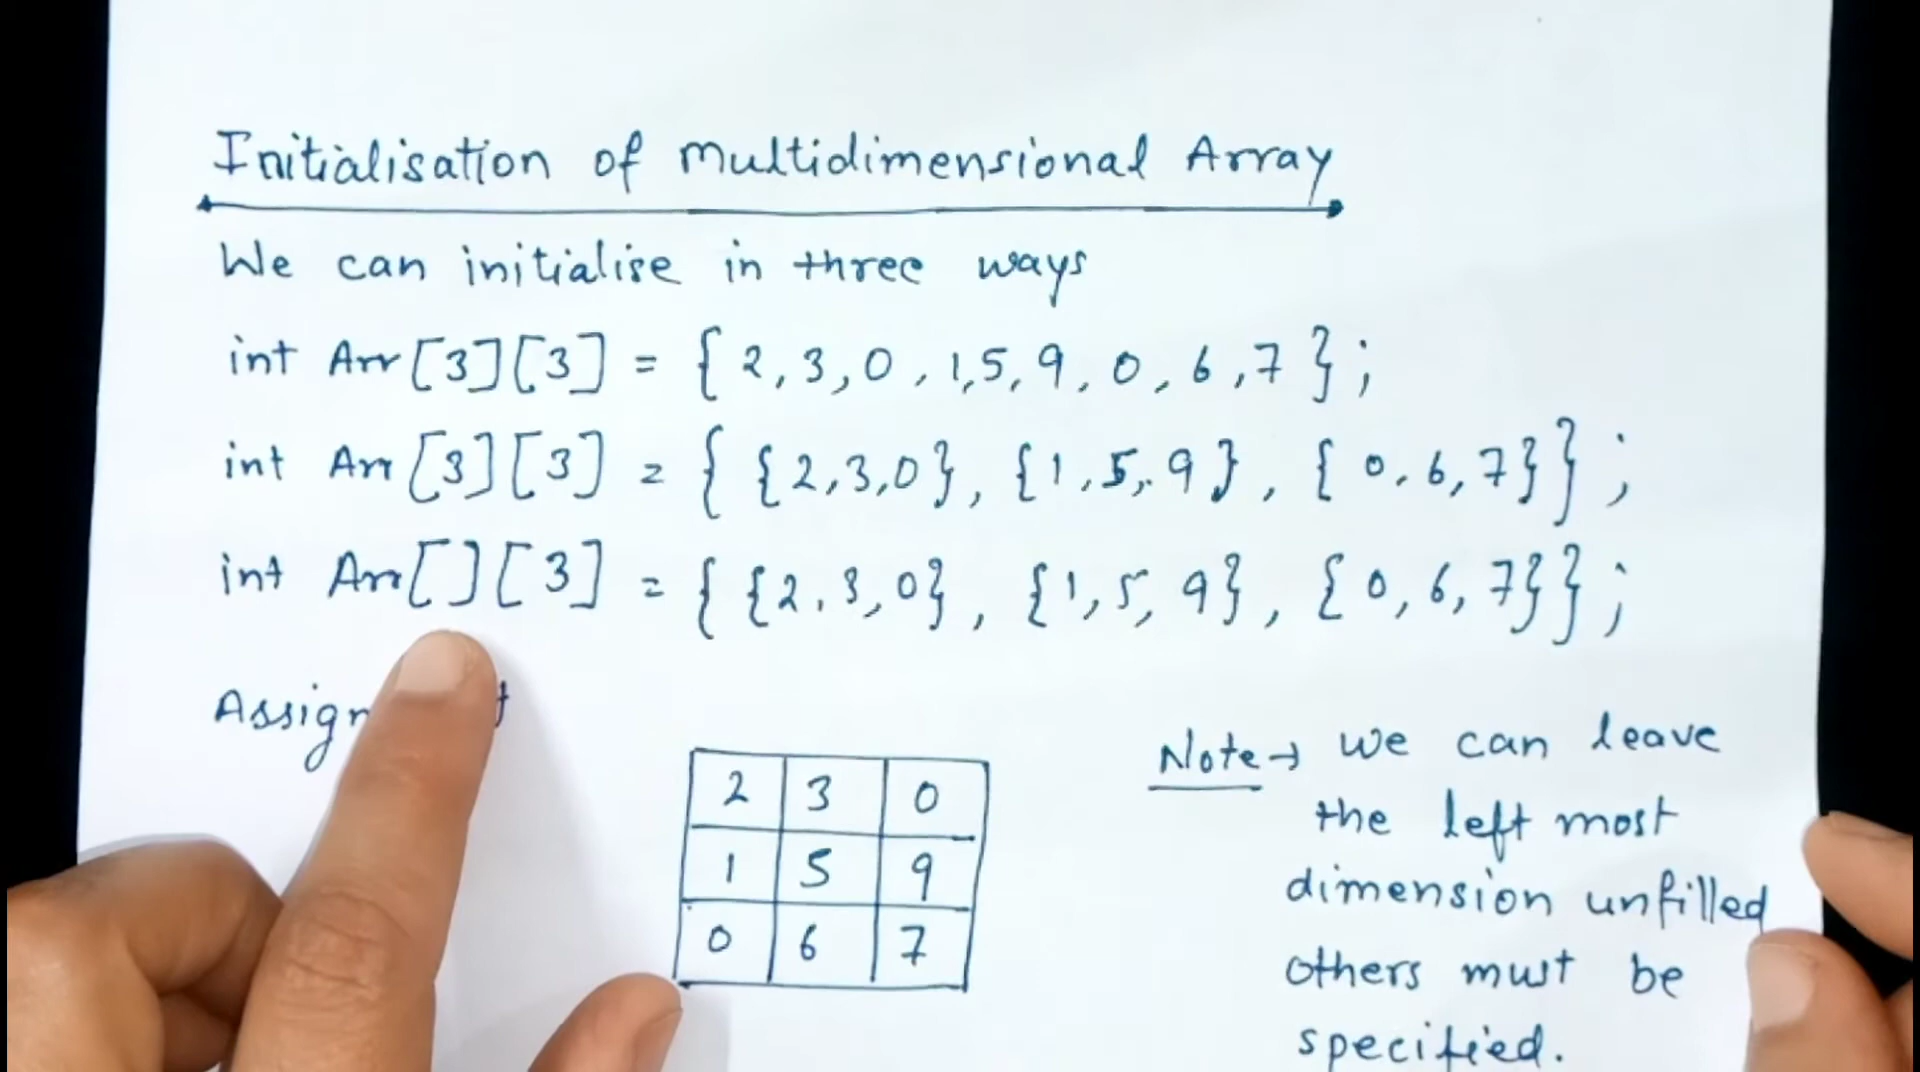 Initialisation of multidimensional Array
We can initialise in three ways
int Arr[3][3] = { 2,3,0,1,5,9,0,6,7 };
int Arr[3][3] = { {2,3,0}, {1,5,9}, {0,6,7}};
int Arr[][3] = { {2,3,0}, {1,5,9}, {0,6,7}};
2 3 0
1 5 9
0 6 7
Note → We can leave
the left most
dimension unfilled
others must be
specified.